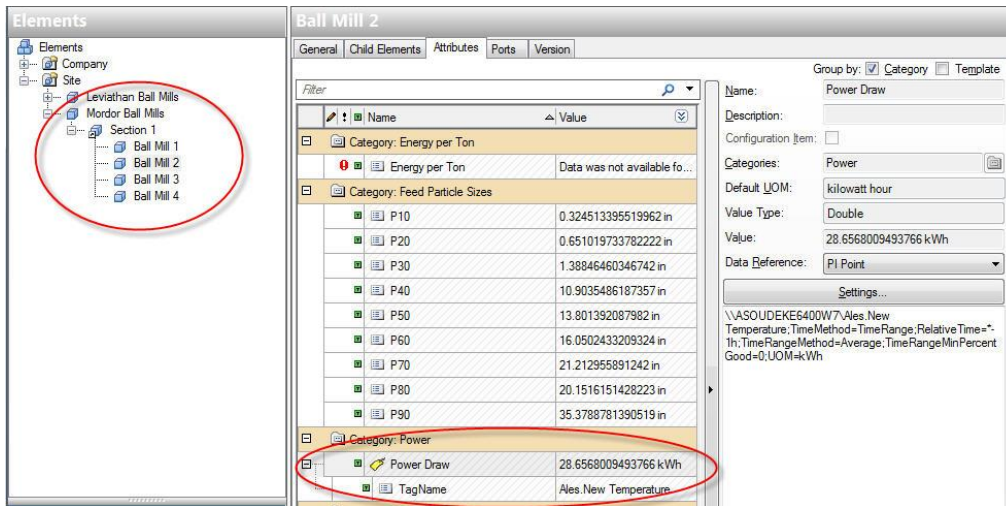 Elements
Elements
Company
Site
Leviathan Ball Mills
Mordor Ball Mills
Section 1
Ball Mill 1
Ball Mill 2
Ball Mill 3
Ball Mill 4
Ball Mill 2
General Child Elements Attributes Ports Version
Group by: Category Template
Filter
Name Value
Category: Energy per Ton
Energy per Ton Data was not available fo...
Category: Feed Particle Sizes
P10 0.324513395519962 in
P20 0.651019733782222 in
P30 1.38846460346742 in
P40 10.9035486187357 in
P50 13.801392087982 in
P60 16.0502433209324 in
P70 21.212955891242 in
P80 20.1516151428223 in
P90 35.3788781390519 in
Category: Power
Power Draw 28.6568009493766 kWh
TagName Ales.New Temperature
Name: Power Draw
Description:
Configuration Item:
Categories: Power
Default UOM: kilowatt hour
Value Type: Double
Value: 28.6568009493766 kWh
Data Reference: PI Point
Settings...
\\ASOUDEKE6400W7\Ales.New
Temperature;TimeMethod=TimeRange;RelativeTime=*-
1h;TimeRangeMethod=Average;TimeRangeMinPercent
Good=0;UOM=kWh